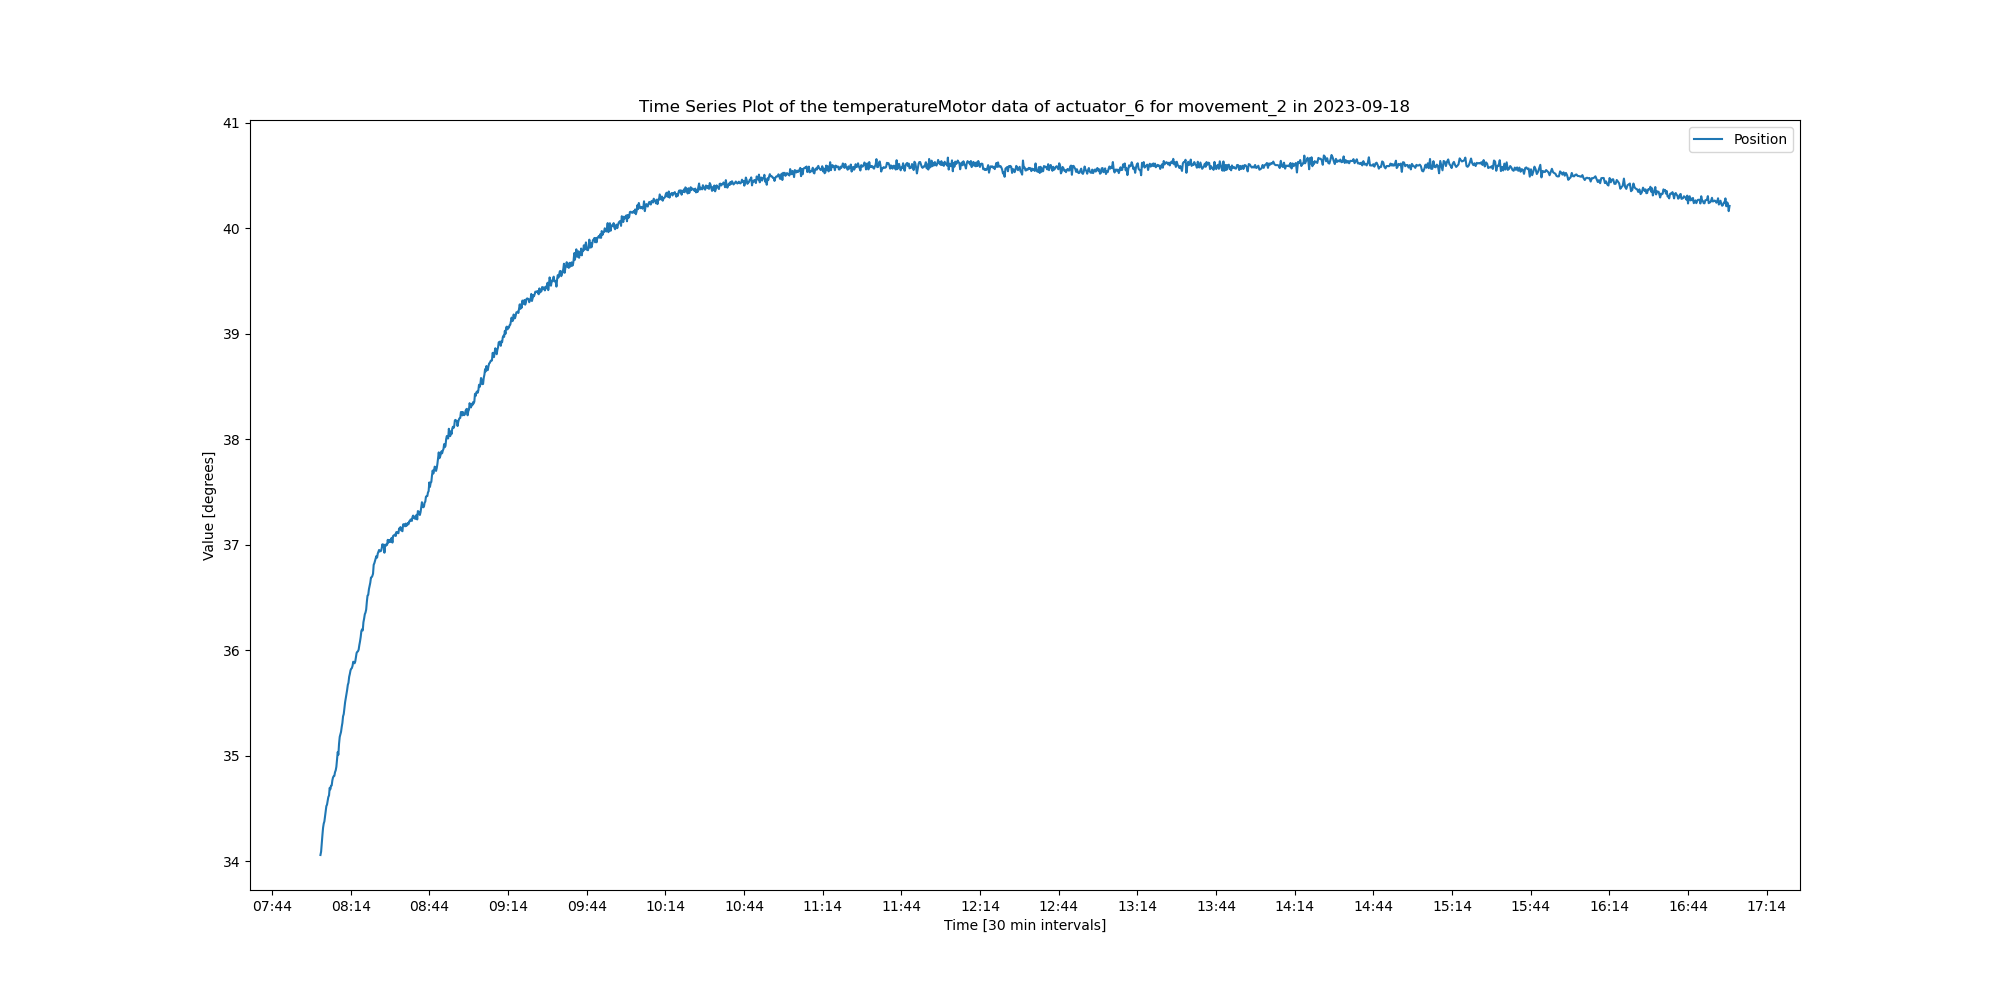 Time Series Plot of the temperatureMotor data of actuator_6 for movement_2 in 2023-09-18
Position
41
40
39
38
37
36
35
34
Value [degrees]
07:44 08:14 08:44 09:14 09:44 10:14 10:44 11:14 11:44 12:14 12:44 13:14 13:44 14:14 14:44 15:14 15:44 16:14 16:44 17:14
Time [30 min intervals]